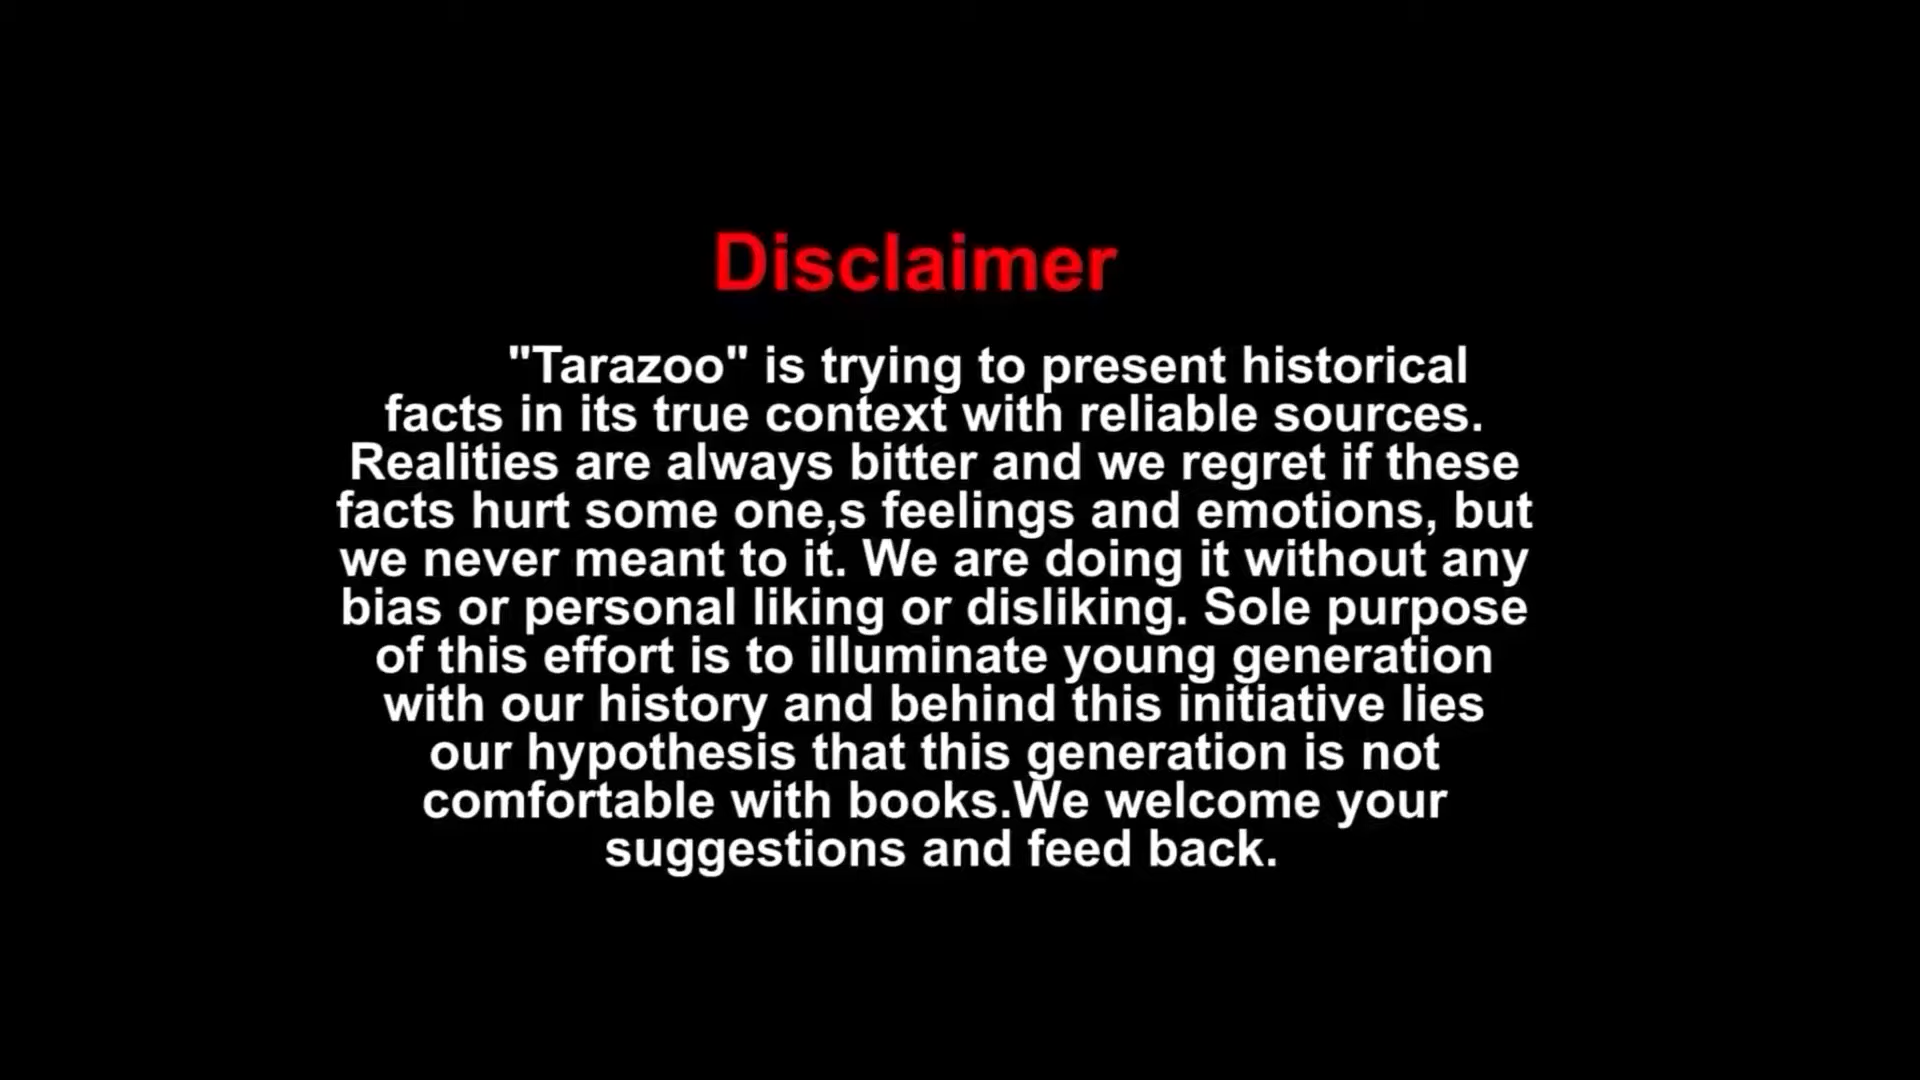 Disclaimer
"Tarazoo" is trying to present historical
facts in its true context with reliable sources.
Realities are always bitter and we regret if these
facts hurt some one,s feelings and emotions, but
we never meant to it. We are doing it without any
bias or personal liking or disliking. Sole purpose
of this effort is to illuminate young generation
with our history and behind this initiative lies
our hypothesis that this generation is not
comfortable with books.We welcome your
suggestions and feed back.